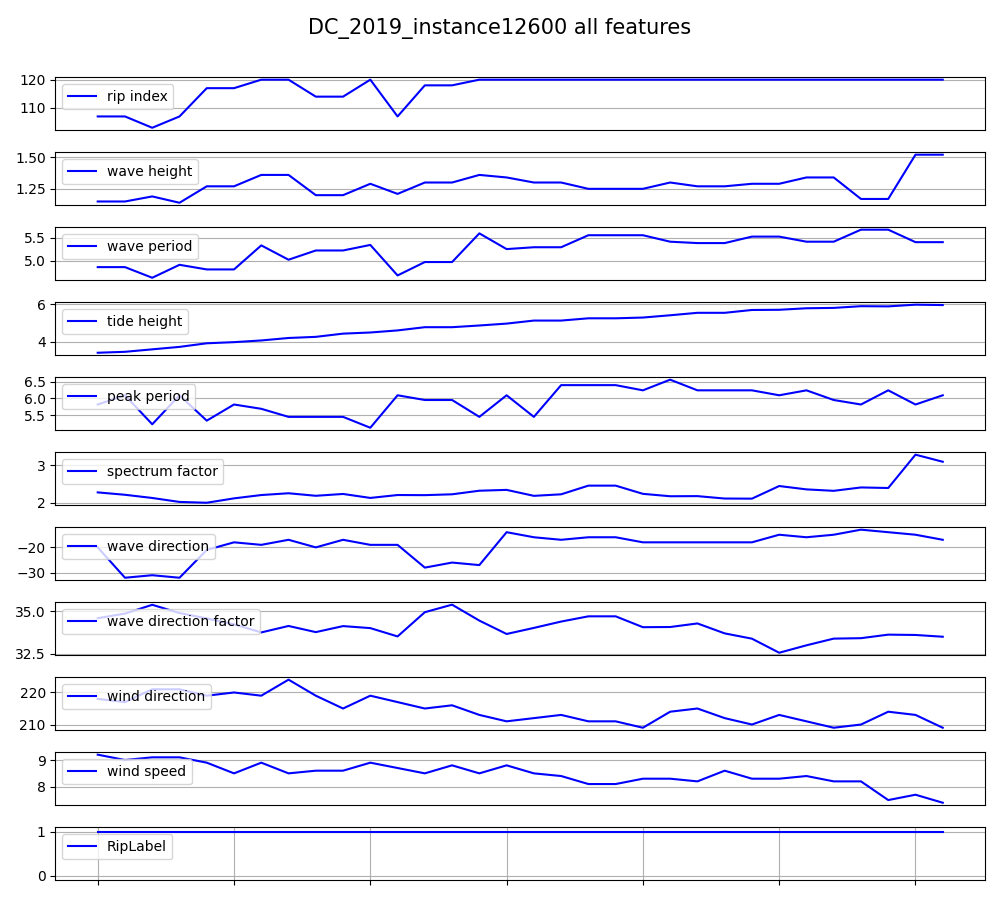 DC_2019_instance12600 all features
120
110
rip index
1.50
1.25
wave height
5.5
5.0
wave period
6
4
tide height
6.5
6.0
5.5
peak period
3
2
spectrum factor
−20
−30
wave direction
35.0
32.5
wave direction factor
220
210
wind direction
9
8
wind speed
1
0
RipLabel